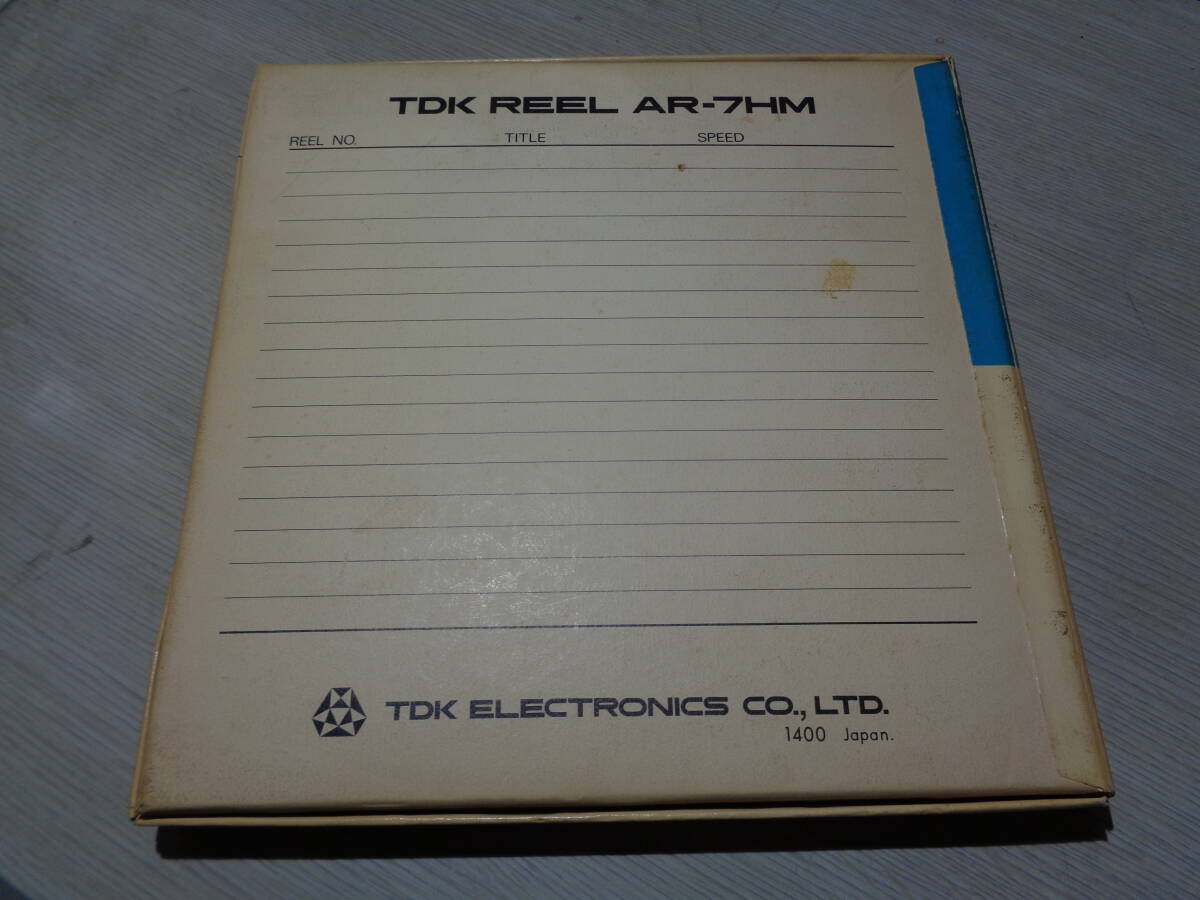 TDK REEL AR-7HM
REEL NO. TITLE SPEED
TDK ELECTRONICS CO., LTD.
1400 Japan.